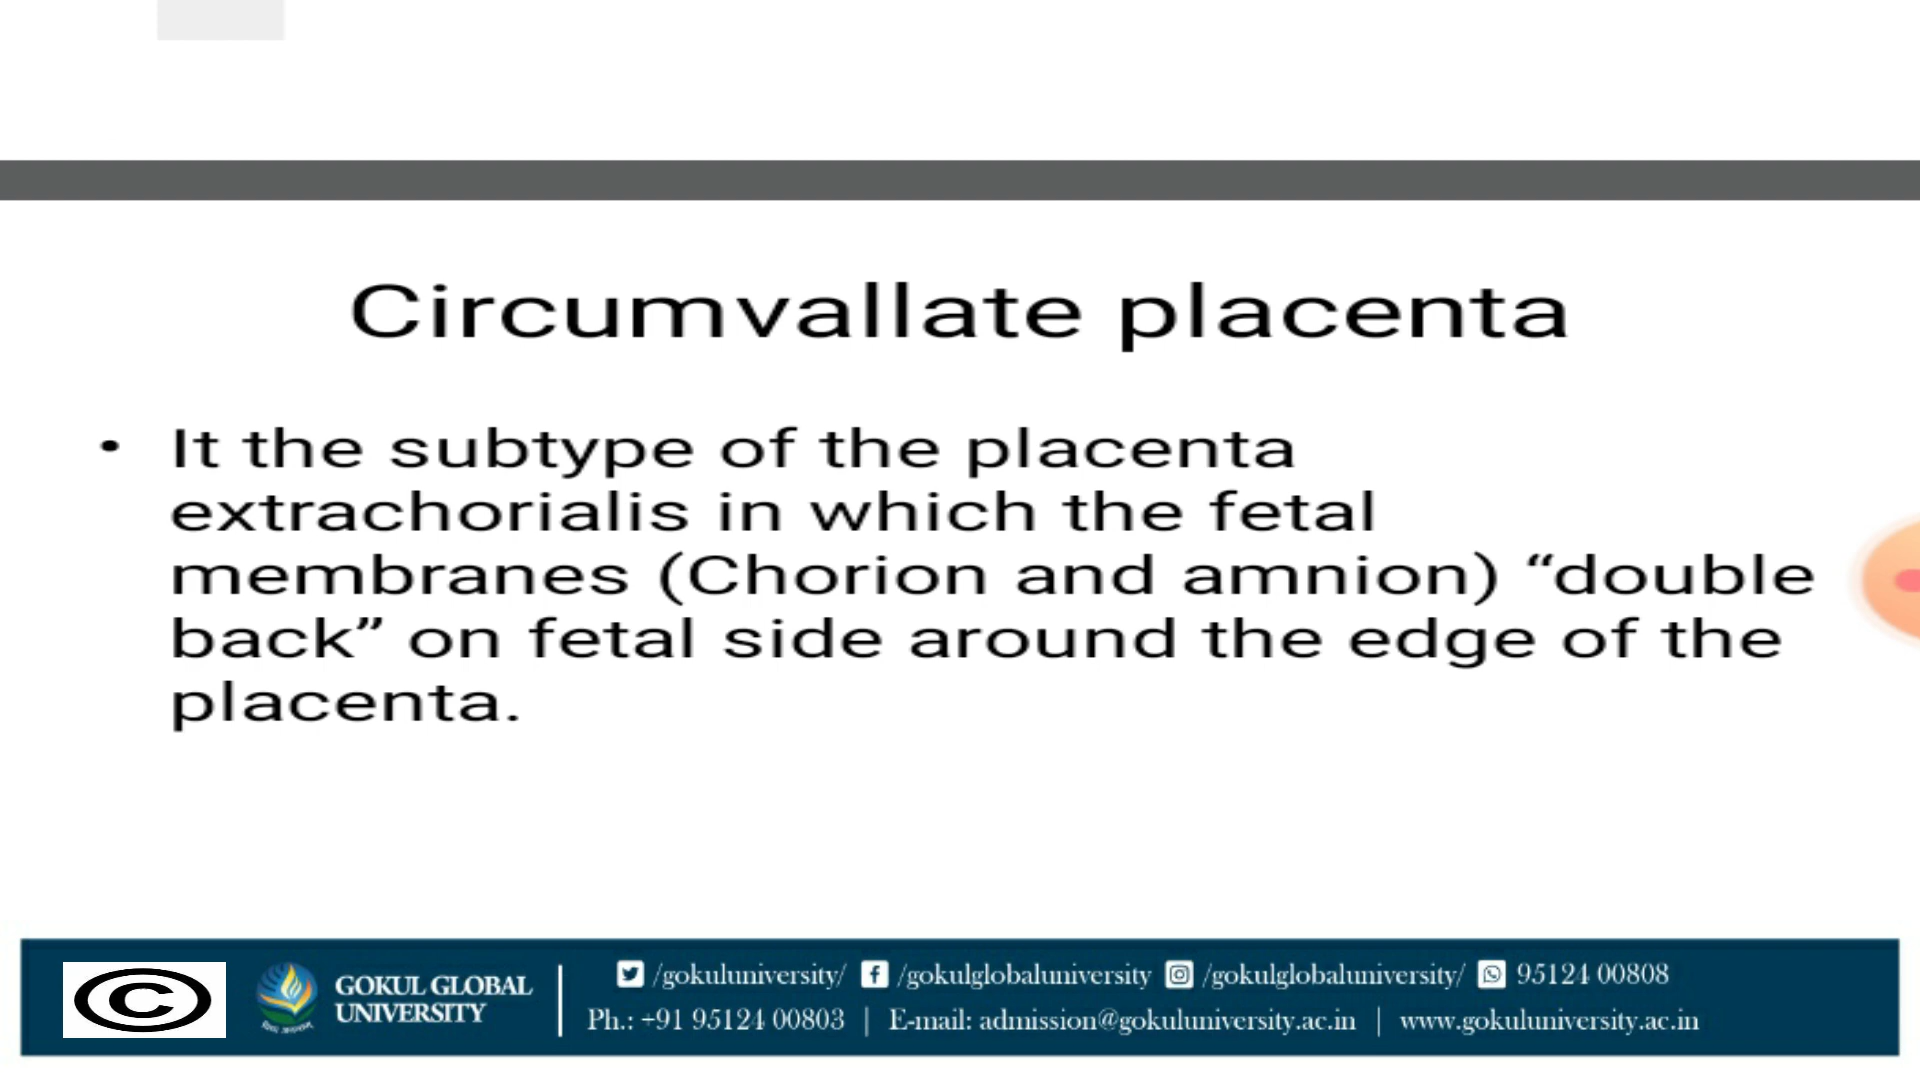 Circumvallate placenta
• It the subtype of the placenta
extrachorialis in which the fetal
membranes (Chorion and amnion) “double
back” on fetal side around the edge of the
placenta.
©
GOKUL GLOBAL
UNIVERSITY
/gokuluniversity/ /gokulglobaluniversity /gokulglobaluniversity/ 95124 00808
Ph.: +91 95124 00803 | E-mail: admission@gokuluniversity.ac.in | www.gokuluniversity.ac.in